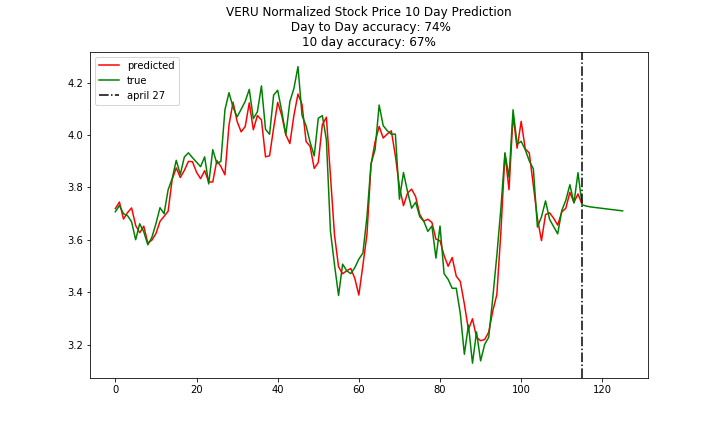 VERU Normalized Stock Price 10 Day Prediction
Day to Day accuracy: 74%
10 day accuracy: 67%
predicted
true
april 27
4.2
4.0
3.8
3.6
3.4
3.2
0 20 40 60 80 100 120